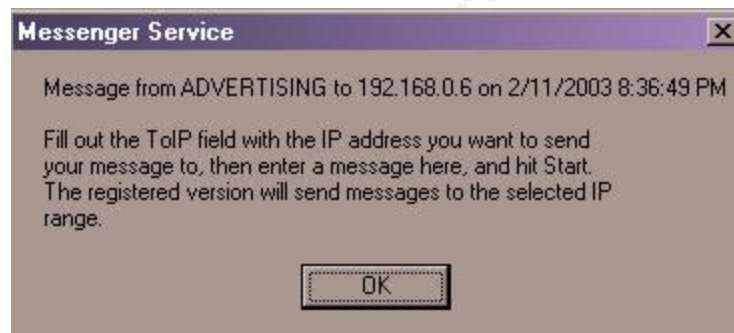 Messenger Service
Message from ADVERTISING to 192.168.0.6 on 2/11/2003 8:36:49 PM
Fill out the ToIP field with the IP address you want to send
your message to, then enter a message here, and hit Start.
The registered version will send messages to the selected IP
range.
OK